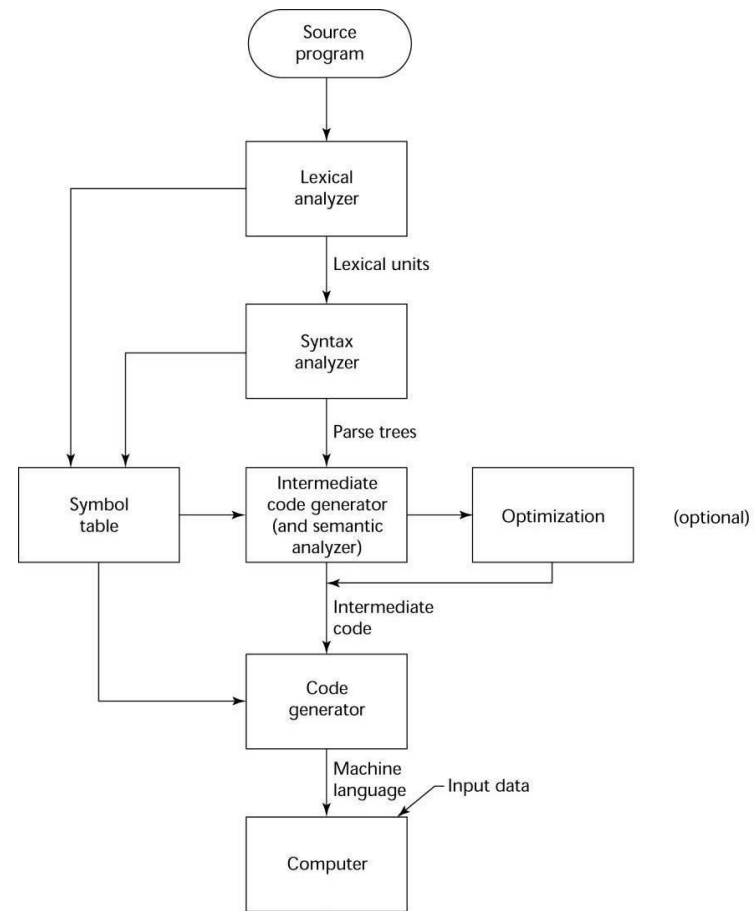 Source
program
Lexical
analyzer
Lexical units
Syntax
analyzer
Parse trees
Symbol
table
Intermediate
code generator
(and semantic
analyzer)
Optimization
(optional)
Intermediate
code
Code
generator
Machine
language
Input data
Computer